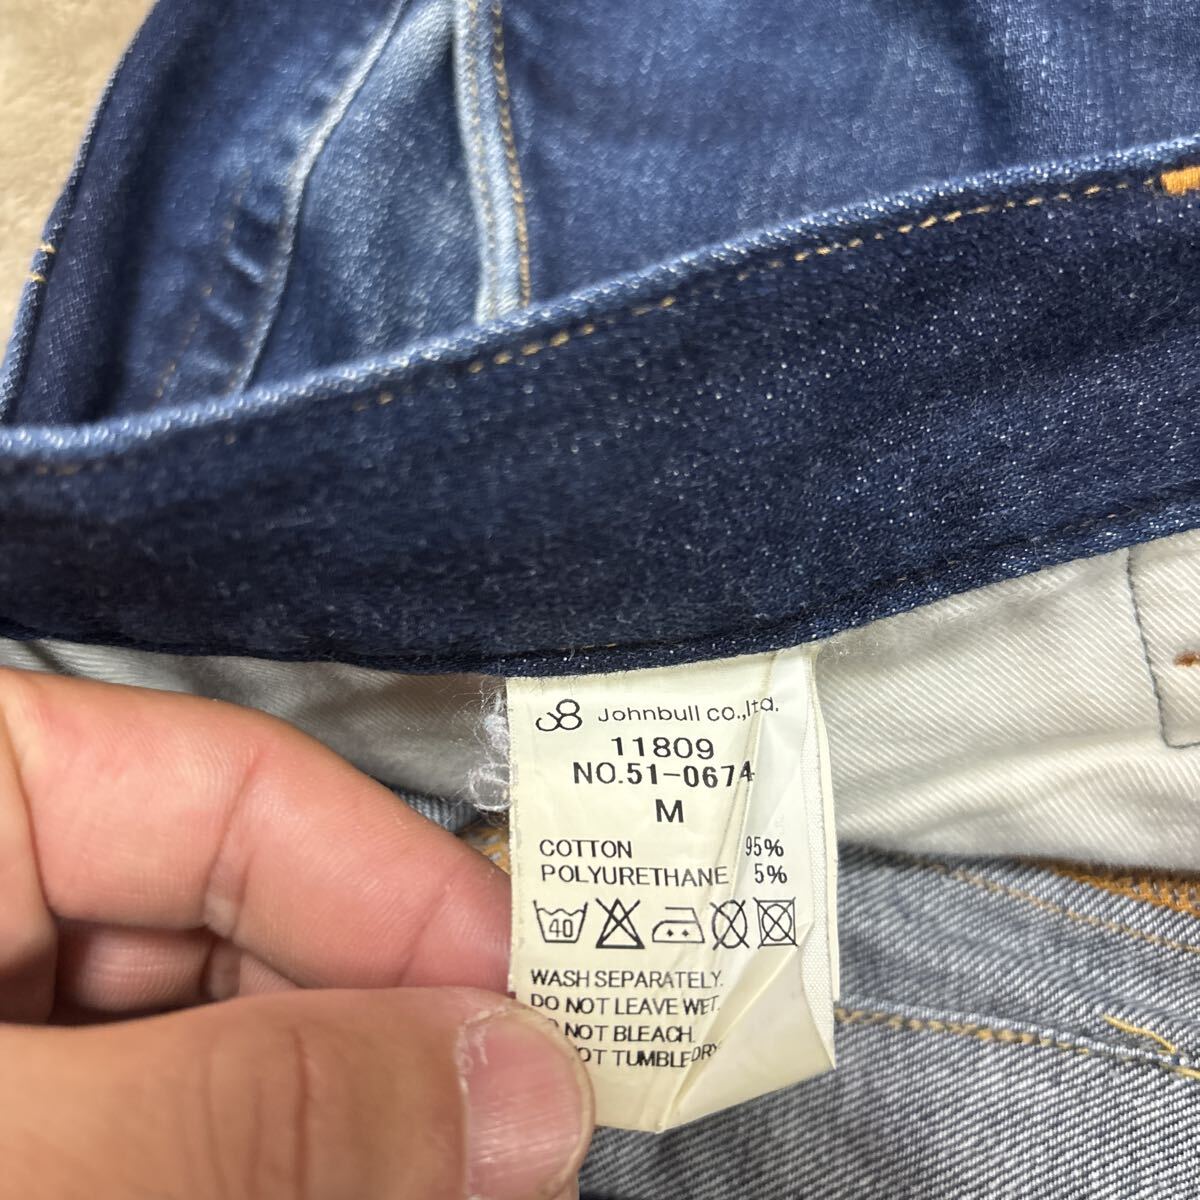 Johnbull co.,ltd.
11809
NO.51-0674
M
COTTON 95%
POLYURETHANE 5%
40
WASH SEPARATELY.
DO NOT LEAVE WET.
NOT BLEACH.
NOT TUMBLE DRY